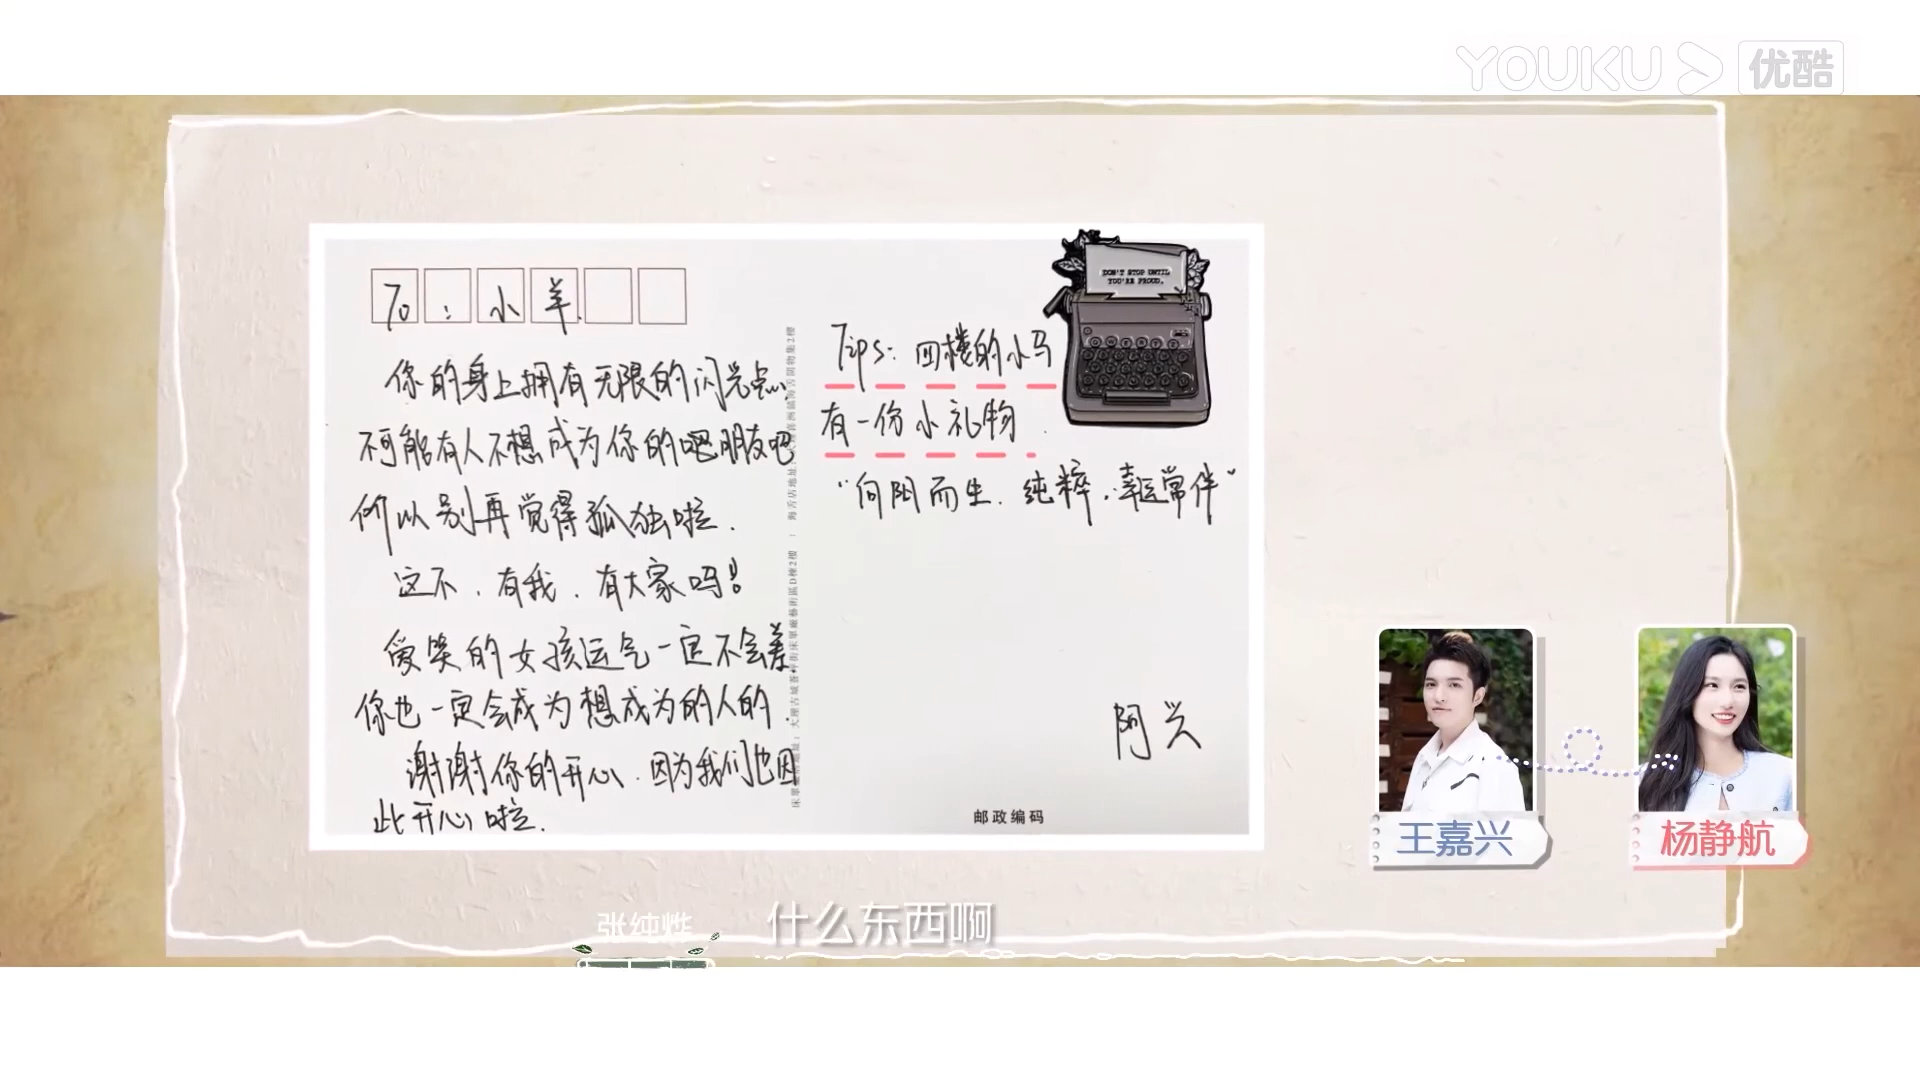 YOUKU 优酷
To：小羊.
你的身上拥有无限的闪光点、
不可能有人不想成为你的吧朋友吧
所以别再觉得孤独啦.
这不.有我.有大家吗!!
爱笑的女孩运气一定不会差
你也一定会成为想成为的人的.
谢谢你的开心.因为我们也因
此开心啦.
DON'T STOP UNTIL
YOU'RE PROUD.
Tips: 四楼的小马
有一份小礼物.
“向阳而生.纯粹.幸运常伴”
阿兴
邮政编码
王嘉兴
杨静航
张纯烨 什么东西啊